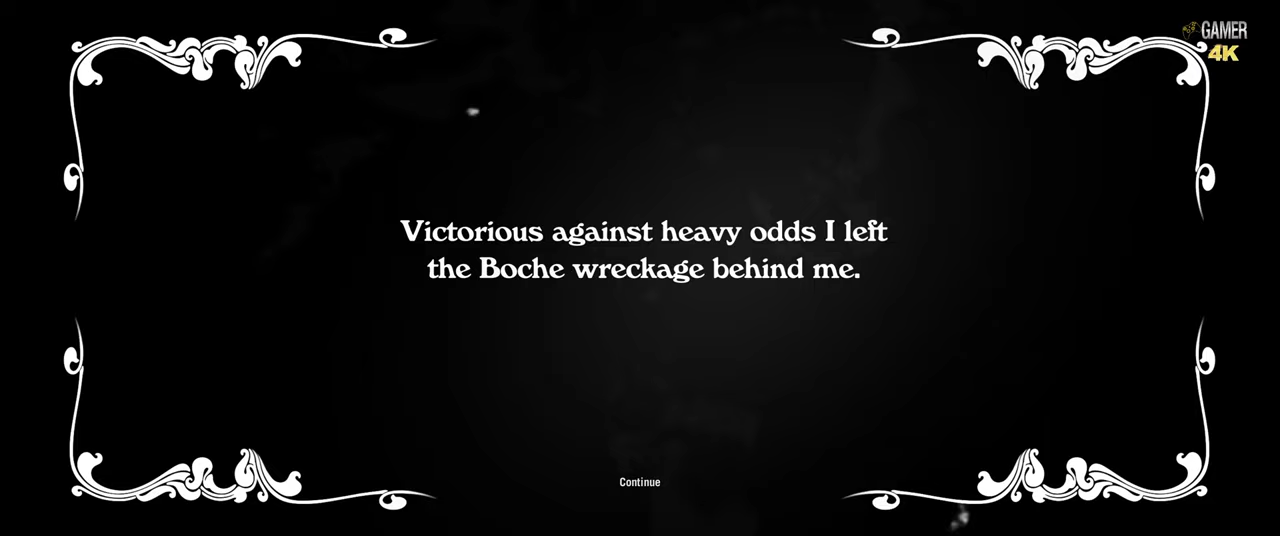 GAMER
4K
Victorious against heavy odds I left
the Boche wreckage behind me.
Continue